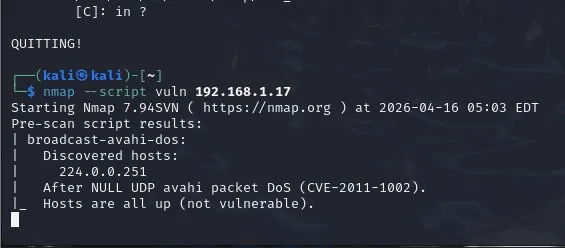 [C]: in ?
QUITTING!
┌──(kali㉿kali)-[~]
└─$ nmap --script vuln 192.168.1.17
Starting Nmap 7.94SVN ( https://nmap.org ) at 2026-04-16 05:03 EDT
Pre-scan script results:
| broadcast-avahi-dos:
|   Discovered hosts:
|     224.0.0.251
|   After NULL UDP avahi packet DoS (CVE-2011-1002).
|_  Hosts are all up (not vulnerable).